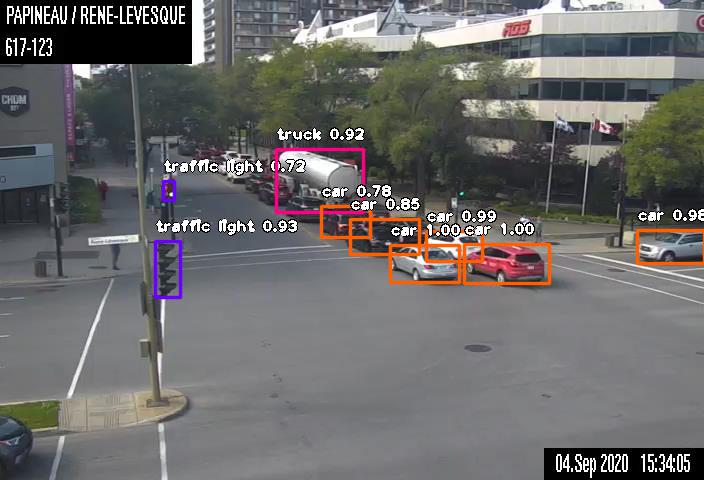 PAPINEAU / RENE-LEVESQUE
617-123
truck 0.92
traffic light 0.72
car 0.78
car 0.85
car 0.99
car 0.98
traffic light 0.93
car 1.00
car 1.00
CHUM
René-Lévesque
04.Sep 2020 15:34:05